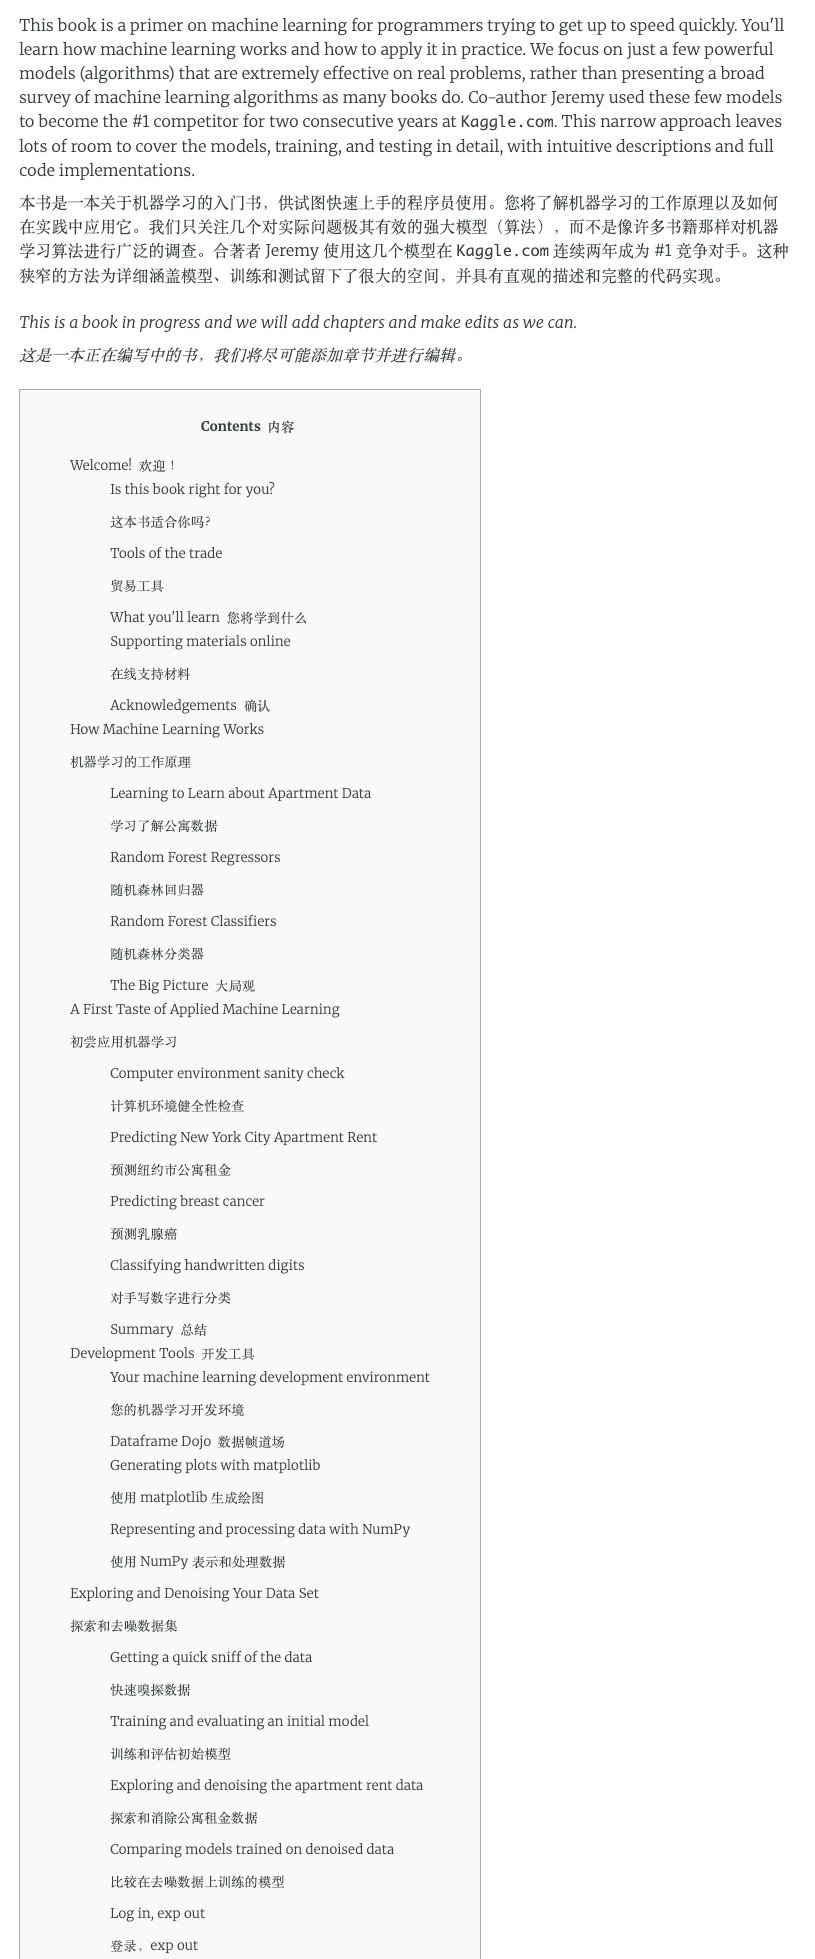 This book is a primer on machine learning for programmers trying to get up to speed quickly. You'll
learn how machine learning works and how to apply it in practice. We focus on just a few powerful
models (algorithms) that are extremely effective on real problems, rather than presenting a broad
survey of machine learning algorithms as many books do. Co-author Jeremy used these few models
to become the #1 competitor for two consecutive years at Kaggle.com. This narrow approach leaves
lots of room to cover the models, training, and testing in detail, with intuitive descriptions and full
code implementations.
本书是一本关于机器学习的入门书，供试图快速上手的程序员使用。您将了解机器学习的工作原理以及如何
在实践中应用它。我们只关注几个对实际问题极其有效的强大模型（算法），而不是像许多书籍那样对机器
学习算法进行广泛的调查。合著者 Jeremy 使用这几个模型在 Kaggle.com 连续两年成为 #1 竞争对手。这种
狭窄的方法为详细涵盖模型、训练和测试留下了很大的空间，并具有直观的描述和完整的代码实现。
This is a book in progress and we will add chapters and make edits as we can.
这是一本正在编写中的书，我们将尽可能添加章节并进行编辑。
Contents 内容
Welcome! 欢迎！
Is this book right for you?
这本书适合你吗?
Tools of the trade
贸易工具
What you'll learn 您将学到什么
Supporting materials online
在线支持材料
Acknowledgements 确认
How Machine Learning Works
机器学习的工作原理
Learning to Learn about Apartment Data
学习了解公寓数据
Random Forest Regressors
随机森林回归器
Random Forest Classifiers
随机森林分类器
The Big Picture 大局观
A First Taste of Applied Machine Learning
初尝应用机器学习
Computer environment sanity check
计算机环境健全性检查
Predicting New York City Apartment Rent
预测纽约市公寓租金
Predicting breast cancer
预测乳腺癌
Classifying handwritten digits
对手写数字进行分类
Summary 总结
Development Tools 开发工具
Your machine learning development environment
您的机器学习开发环境
Dataframe Dojo 数据帧道场
Generating plots with matplotlib
使用 matplotlib 生成绘图
Representing and processing data with NumPy
使用 NumPy 表示和处理数据
Exploring and Denoising Your Data Set
探索和去噪数据集
Getting a quick sniff of the data
快速嗅探数据
Training and evaluating an initial model
训练和评估初始模型
Exploring and denoising the apartment rent data
探索和消除公寓租金数据
Comparing models trained on denoised data
比较在去噪数据上训练的模型
Log in, exp out
登录，exp out